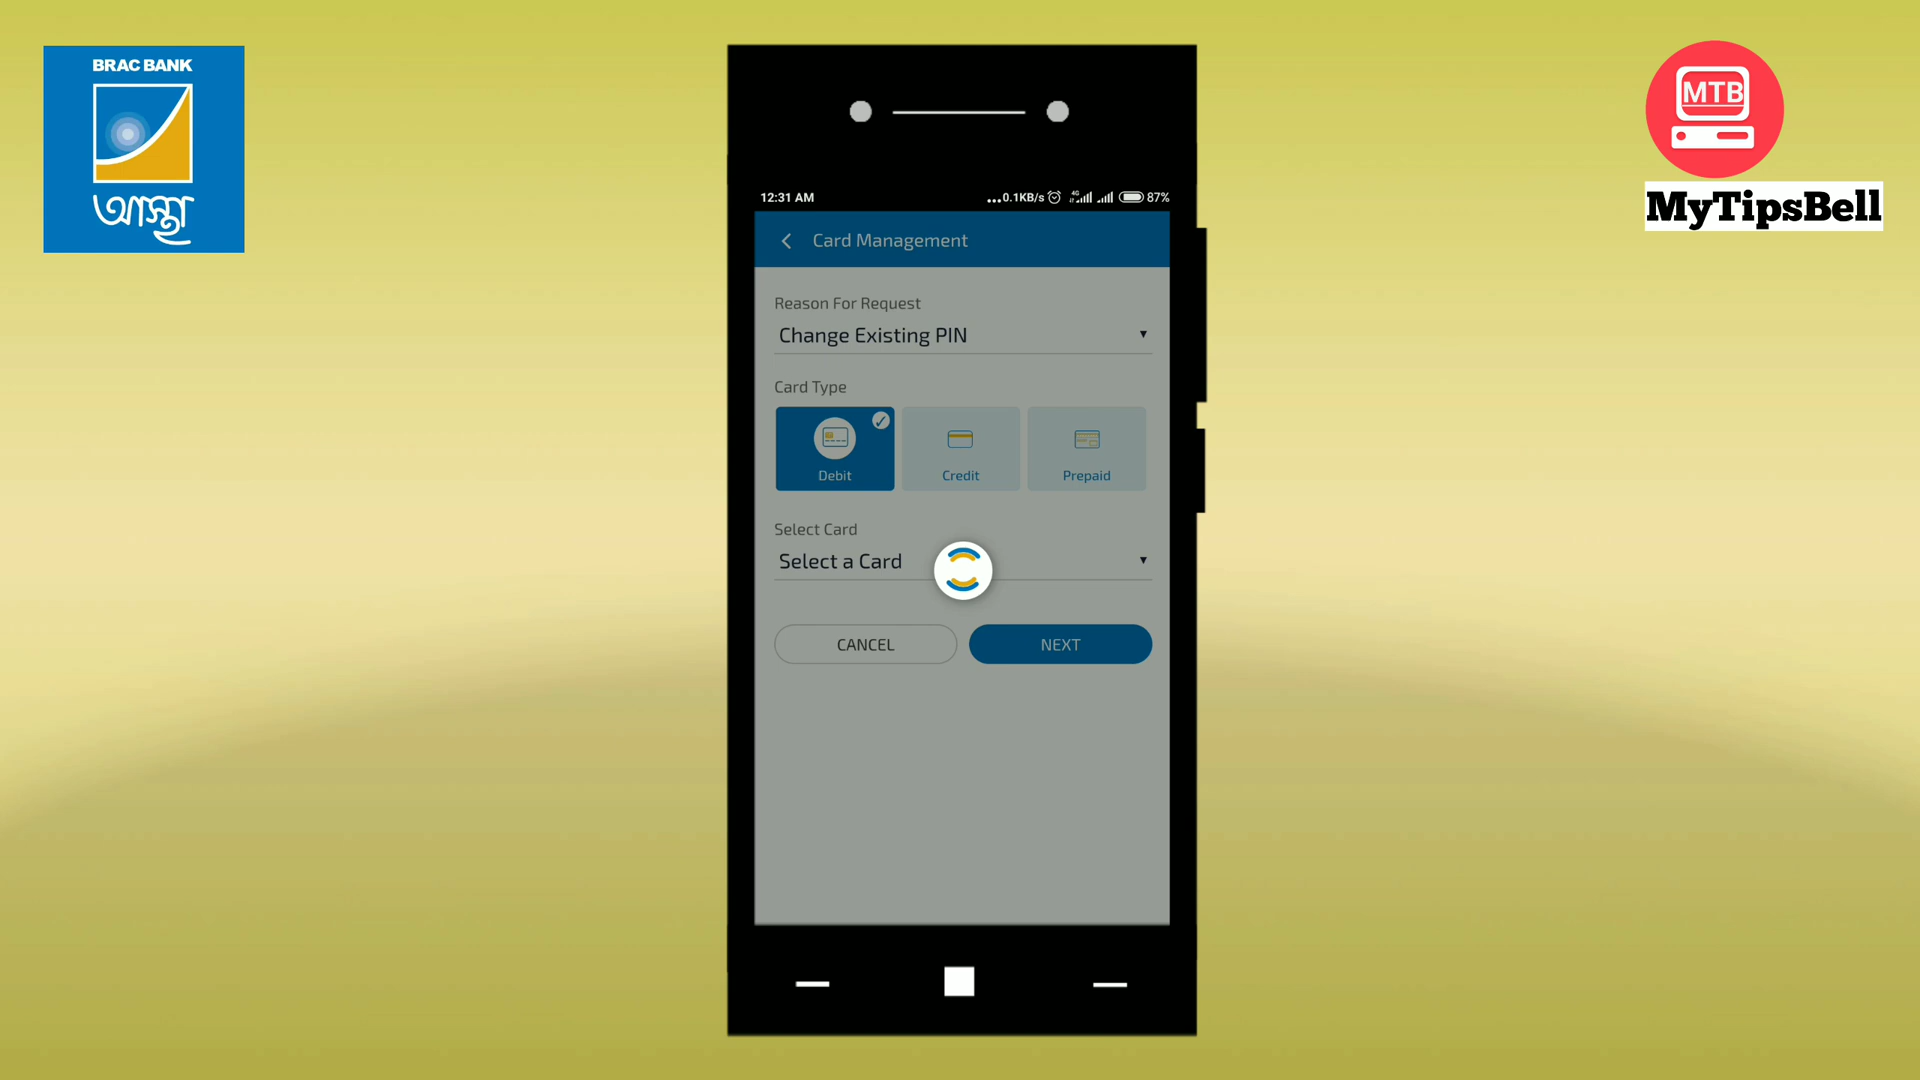 BRAC BANK
আস্থা
MTB
MyTipsBell
12:31 AM
...0.1KB/s 4G 87%
Card Management
Reason For Request
Change Existing PIN
Card Type
Debit
Credit
Prepaid
Select Card
Select a Card
CANCEL
NEXT